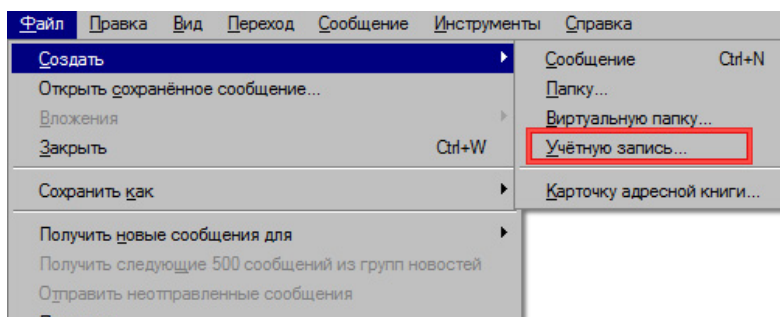 Файл Правка Вид Переход Сообщение Инструменты Справка
Создать
Открыть сохранённое сообщение...
Вложения
Закрыть Ctrl+W
Сохранить как
Получить новые сообщения для
Получить следующие 500 сообщений из групп новостей
Отправить неотправленные сообщения
Сообщение Ctrl+N
Папку...
Виртуальную папку...
Учётную запись...
Карточку адресной книги...